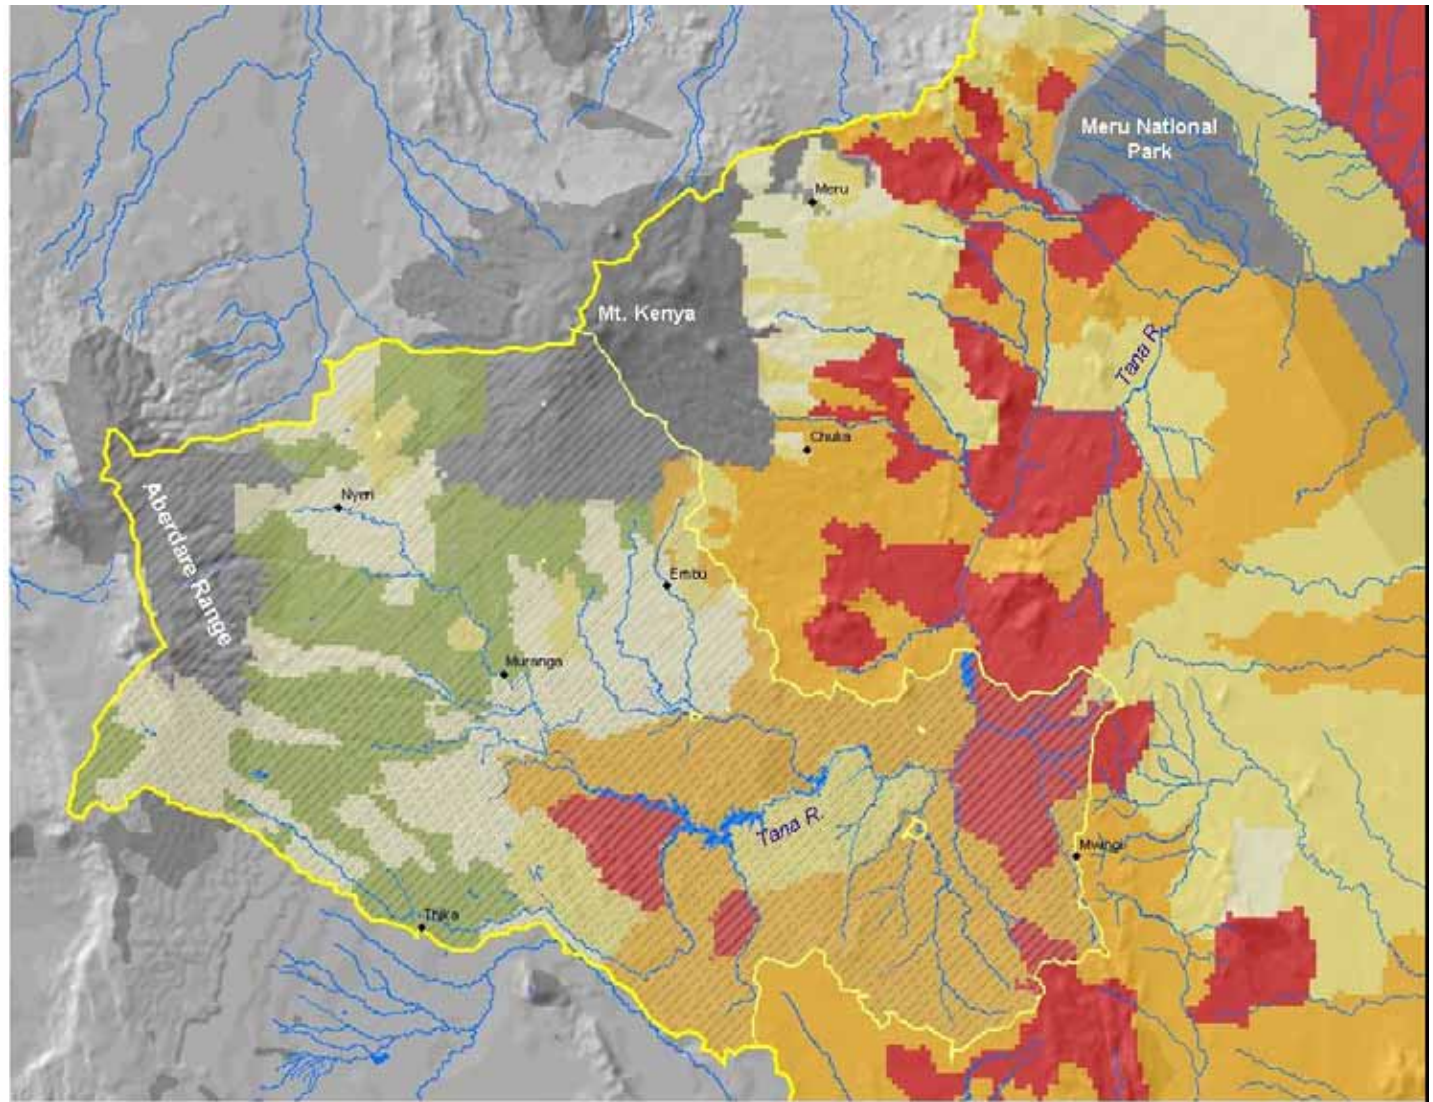 Meru National
Park
Meru
Mt. Kenya
Tana R.
Chuka
Nyeri
Aberdare Range
Embu
Muranga
Tana R.
Mwingi
Thika